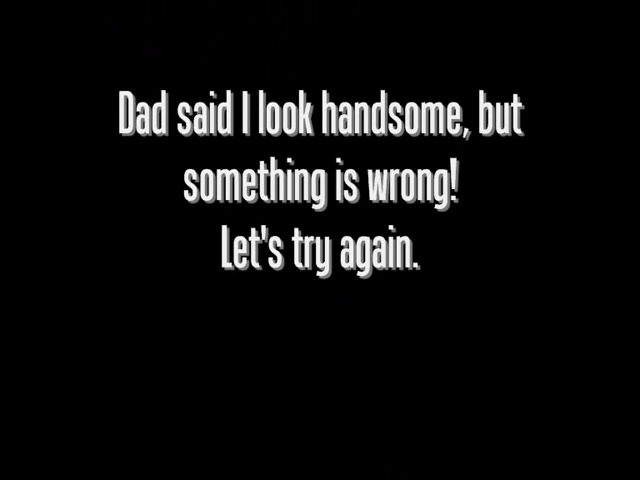 Dad said I look handsome, but
something is wrong!
Let's try again.